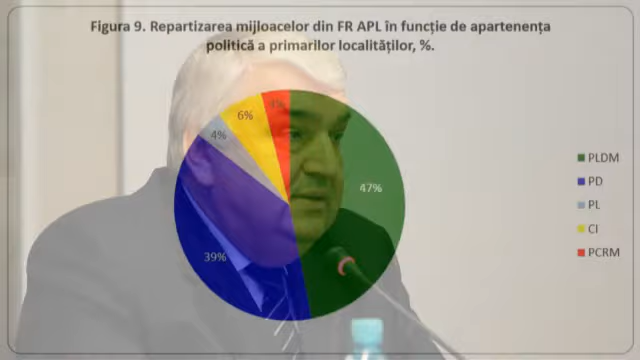 Figura 9. Repartizarea mijloacelor din FR APL în funcție de apartenența
politică a primarilor localităților, %.
4%
6%
4%
47%
39%
PLDM
PD
PL
CI
PCRM